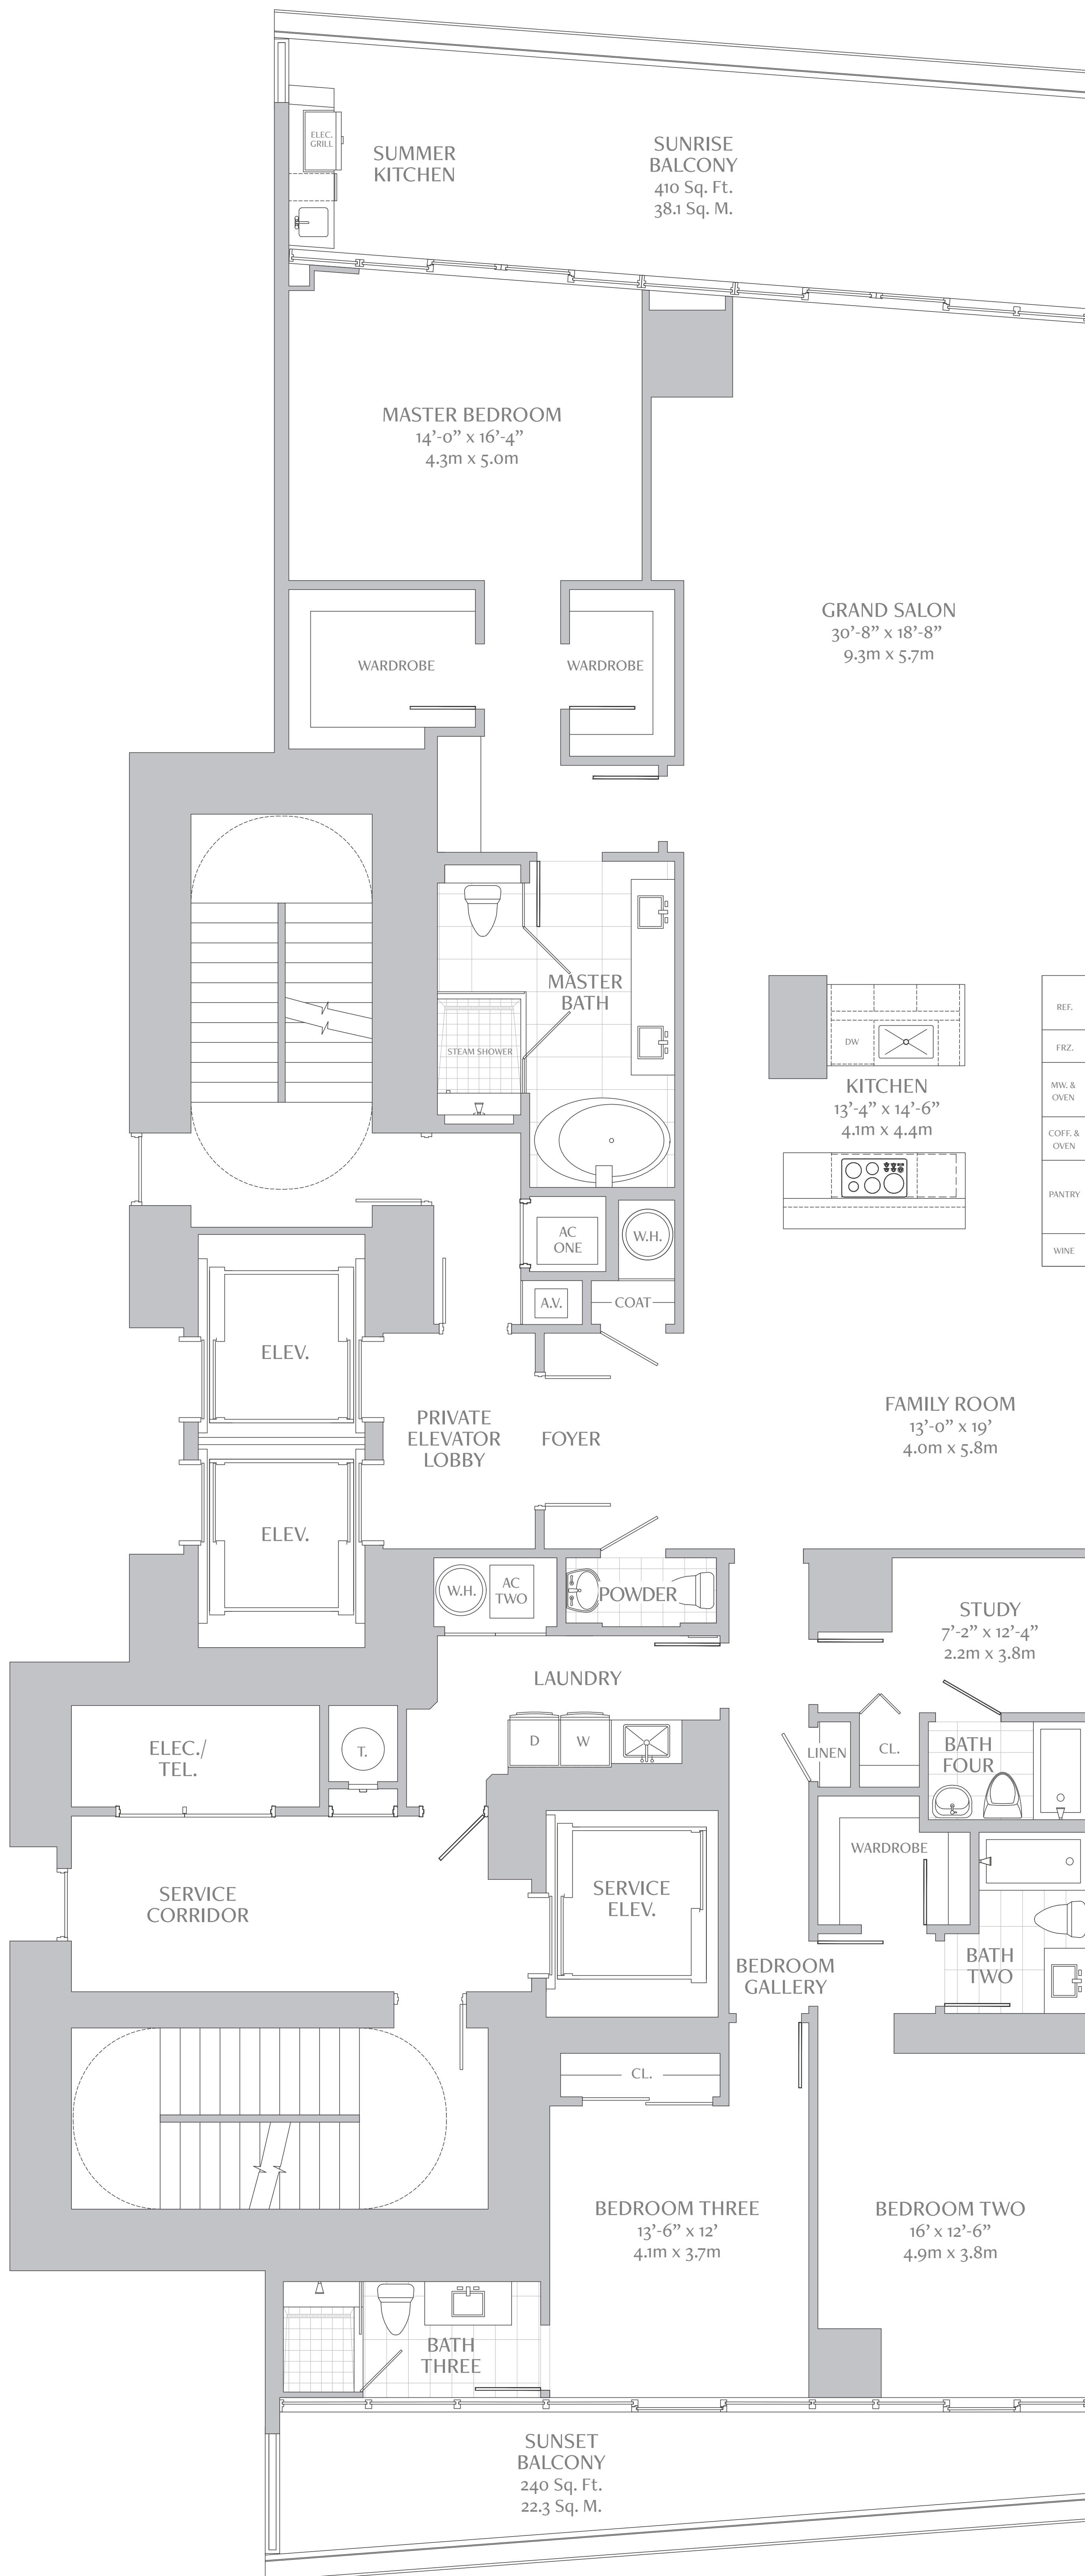 ELEC.
GRILL
SUMMER
KITCHEN
SUNRISE
BALCONY
410 Sq. Ft.
38.1 Sq. M.
MASTER BEDROOM
14’-0” x 16’-4”
4.3m x 5.0m
GRAND SALON
30’-8” x 18’-8”
9.3m x 5.7m
WARDROBE
WARDROBE
MASTER
BATH
STEAM SHOWER
DW
REF.
FRZ.
MW. &
OVEN
COFF. &
OVEN
PANTRY
WINE
KITCHEN
13’-4” x 14’-6”
4.1m x 4.4m
AC
ONE
W.H.
A.V.
COAT
ELEV.
PRIVATE
ELEVATOR
LOBBY
FOYER
FAMILY ROOM
13’-0” x 19’
4.0m x 5.8m
ELEV.
W.H.
AC
TWO
POWDER
STUDY
7’-2” x 12’-4”
2.2m x 3.8m
LAUNDRY
D
W
ELEC./
TEL.
T.
LINEN
CL.
BATH
FOUR
WARDROBE
SERVICE
CORRIDOR
SERVICE
ELEV.
BEDROOM
GALLERY
BATH
TWO
CL.
BEDROOM THREE
13’-6” x 12’
4.1m x 3.7m
BEDROOM TWO
16’ x 12’-6”
4.9m x 3.8m
BATH
THREE
SUNSET
BALCONY
240 Sq. Ft.
22.3 Sq. M.